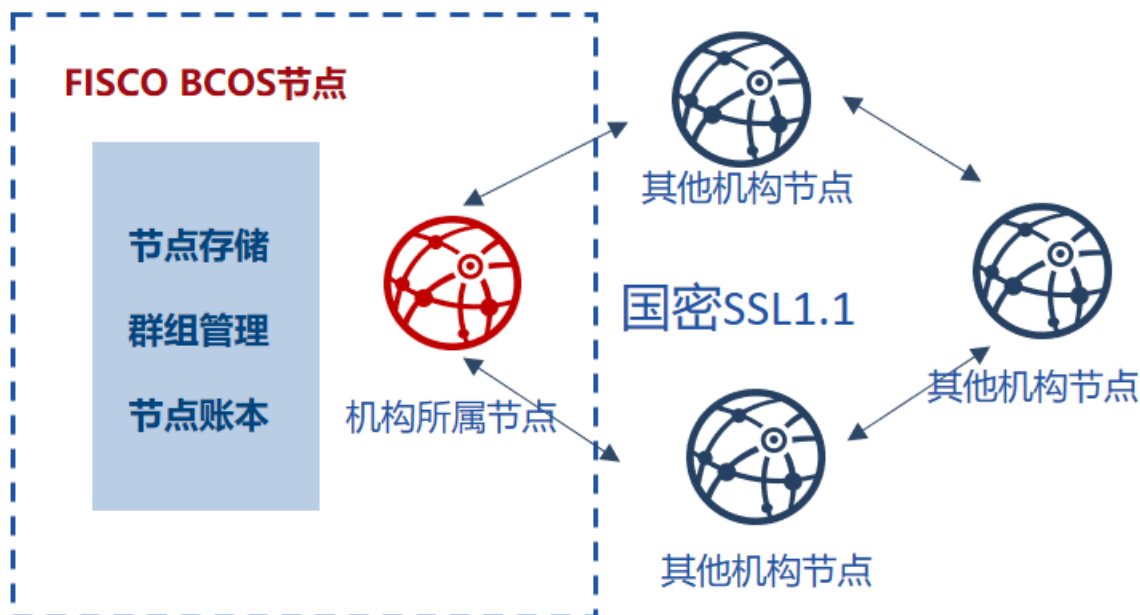 FISCO BCOS节点
节点存储
群组管理
节点账本
机构所属节点
其他机构节点
国密SSL1.1
其他机构节点
其他机构节点